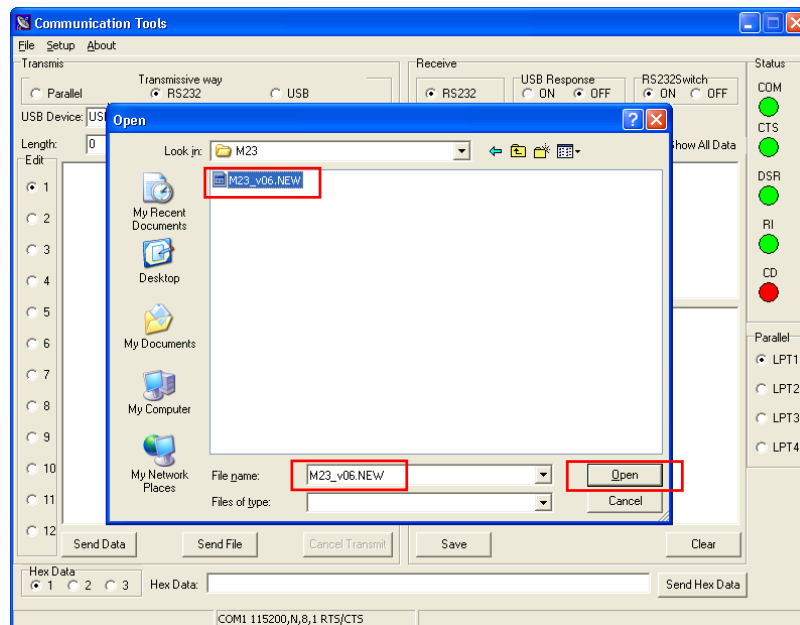 Communication Tools
File Setup About
Transmis
Transmissive way
Parallel RS232 USB
Receive
RS232
USB Response
ON OFF
RS232Switch
ON OFF
Status
COM
CTS
DSR
RI
CD
USB Device: USI
Length: 0
Show All Data
Edit
1
2
3
4
5
6
7
8
9
10
11
12
Open
Look in: M23
M23_v06.NEW
My Recent
Documents
Desktop
My Documents
My Computer
My Network
Places
File name: M23_v06.NEW Open
Files of type: Cancel
Parallel
LPT1
LPT2
LPT3
LPT4
Send Data Send File Cancel Transmit Save Clear
Hex Data
1 2 3 Hex Data: Send Hex Data
COM1 115200,N,8,1 RTS/CTS